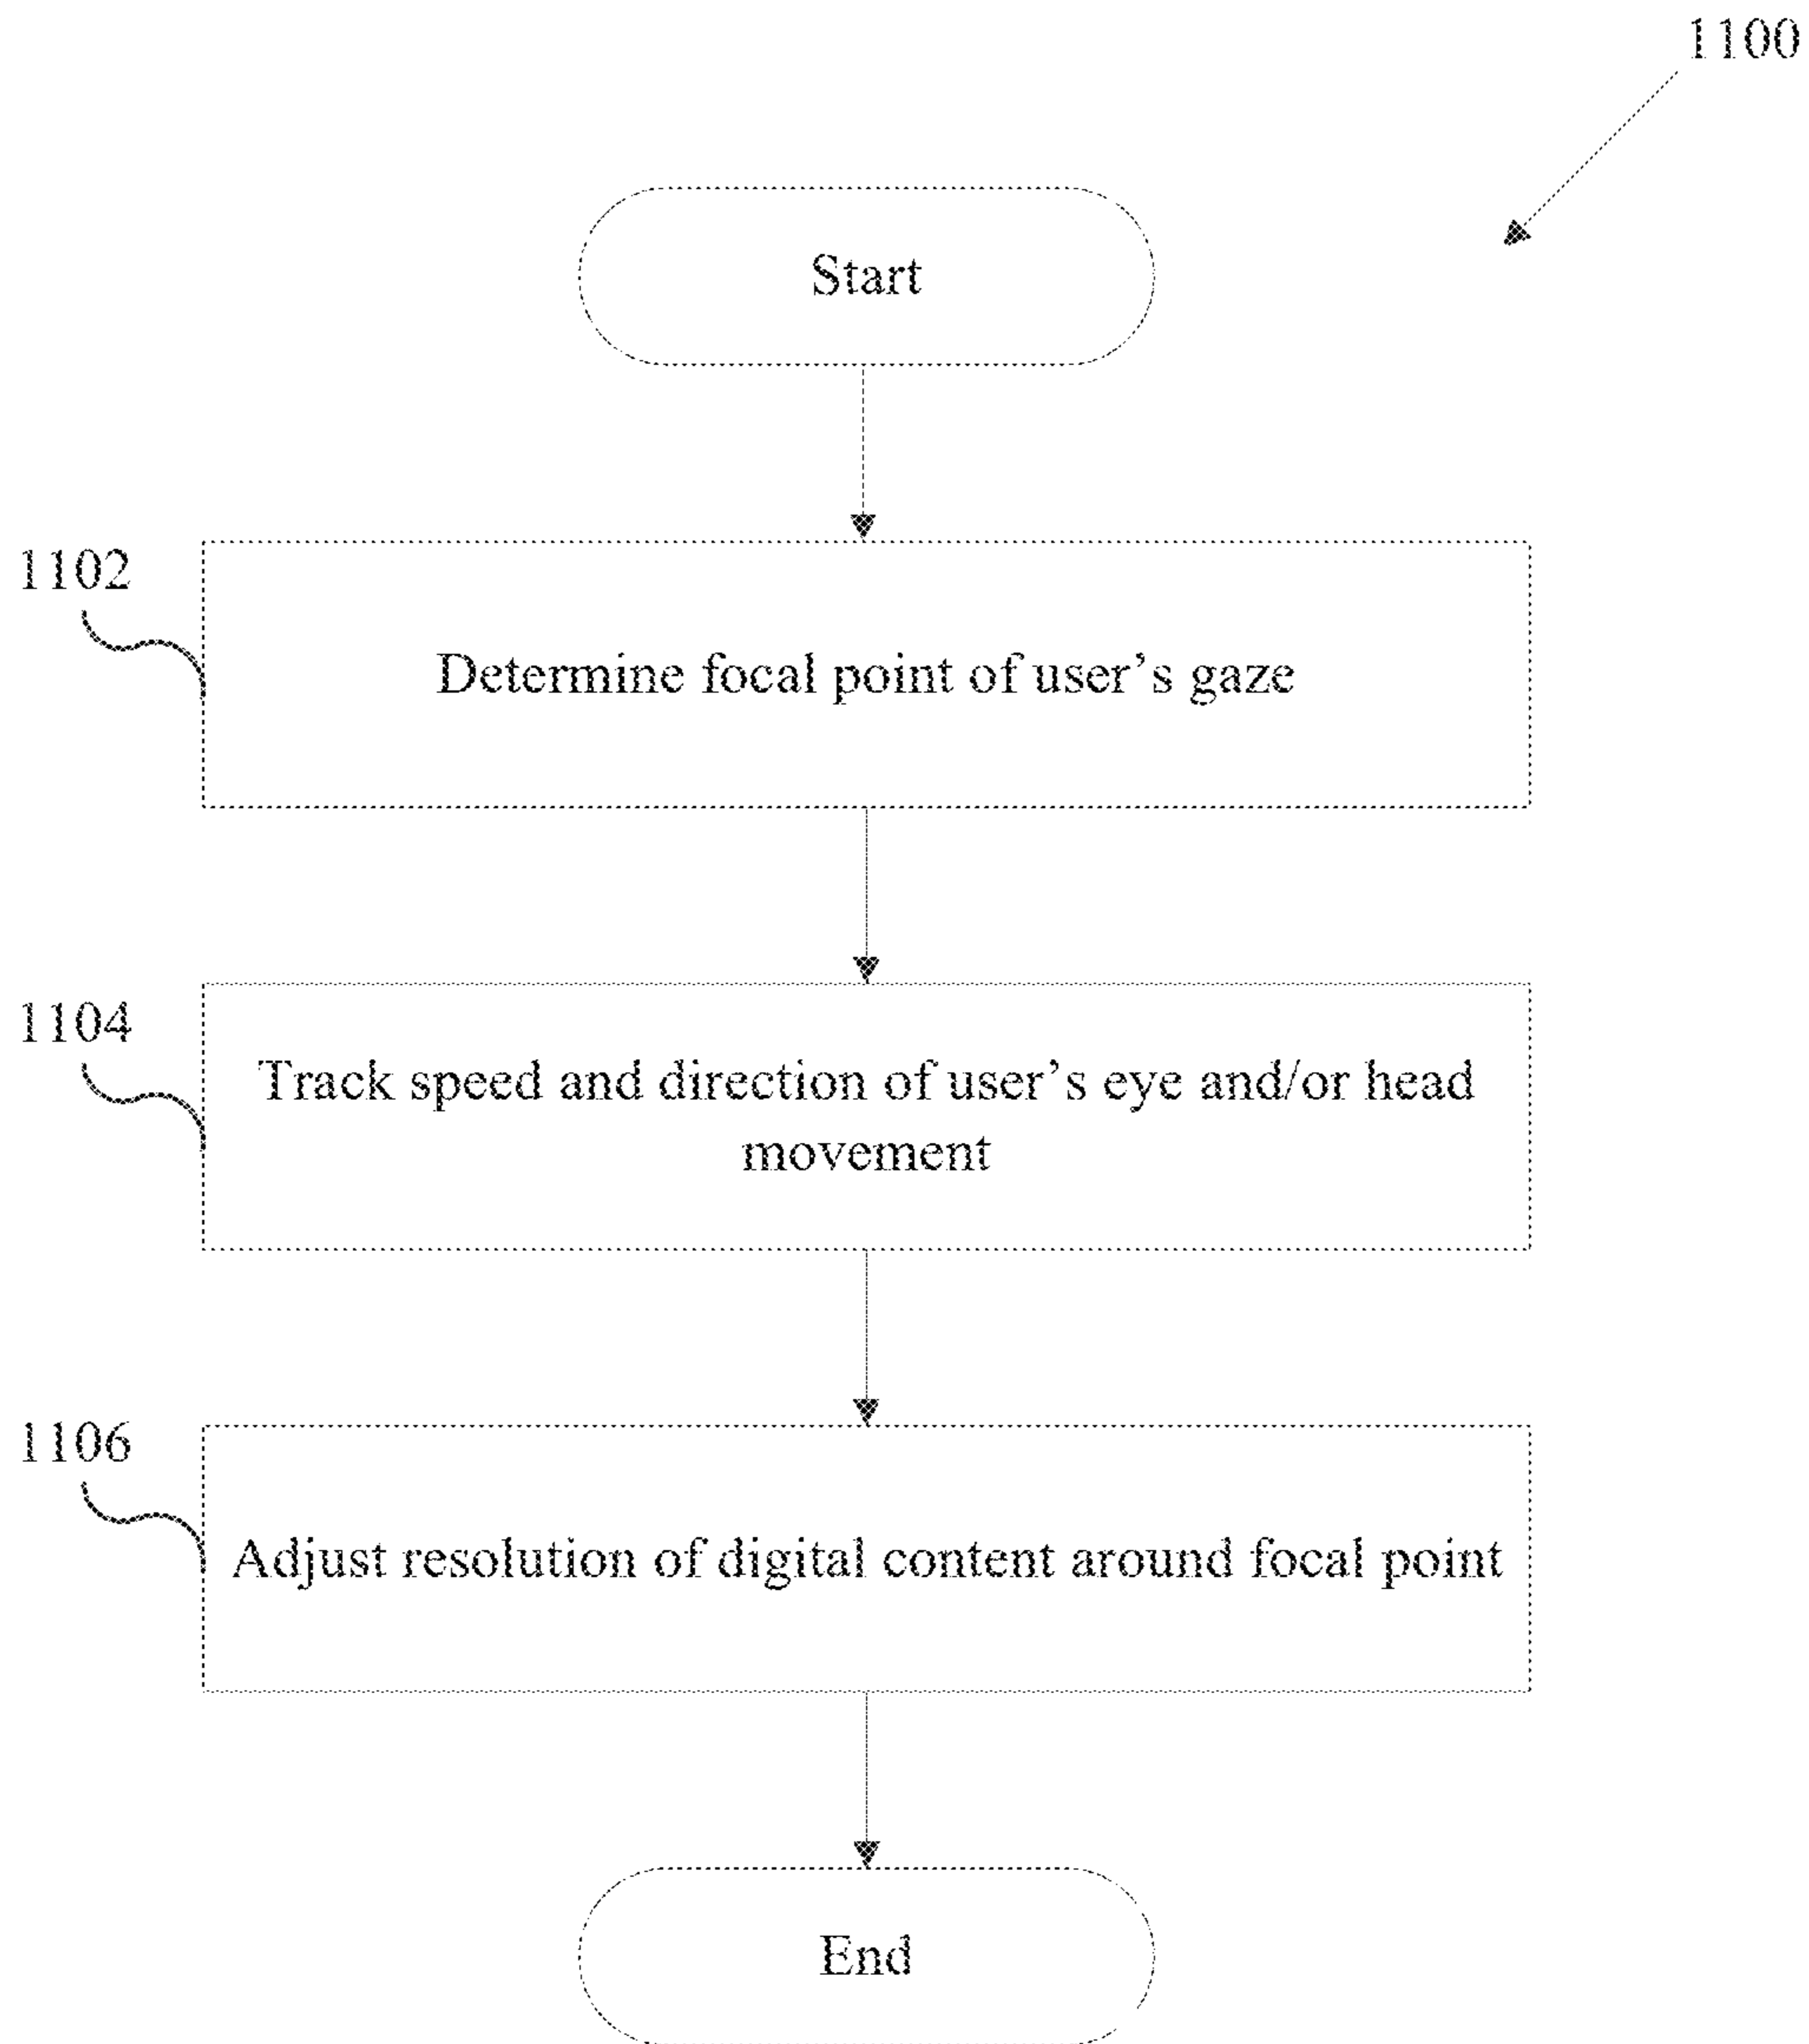 1100
Start
1102
Determine focal point of user's gaze
1104
Track speed and direction of user's eye and/or head
movement
1106
Adjust resolution of digital content around focal point
End